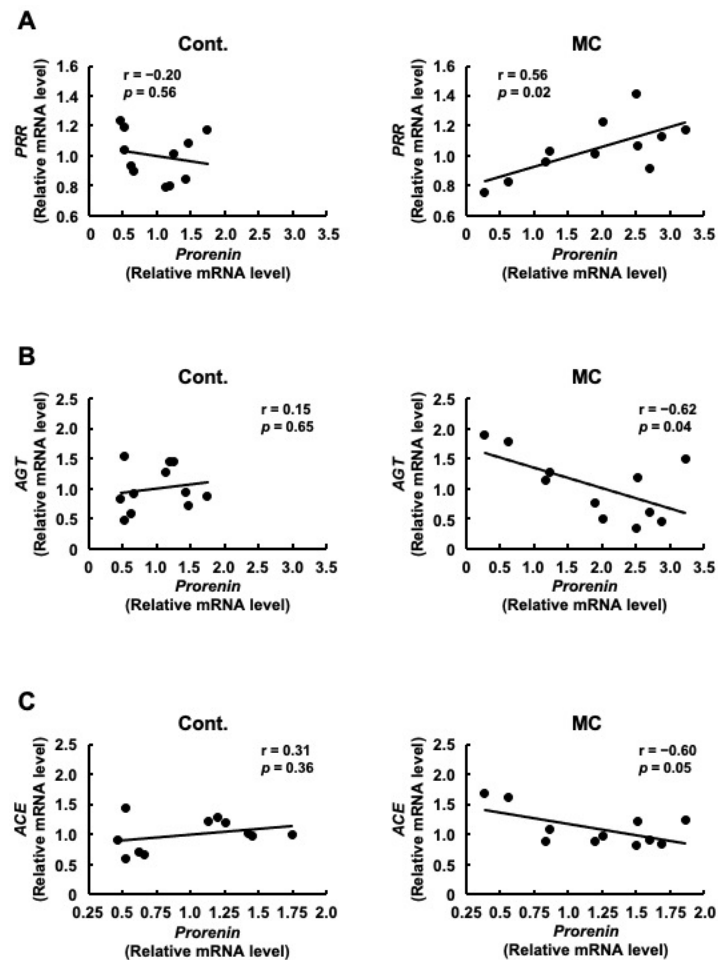 A
Cont.
MC
PRR
(Relative mRNA level)
1.6
1.4
1.2
1.0
0.8
0.6
r = −0.20
p = 0.56
0 0.5 1.0 1.5 2.0 2.5 3.0 3.5
Prorenin
(Relative mRNA level)
PRR
(Relative mRNA level)
1.6
1.4
1.2
1.0
0.8
0.6
r = 0.56
p = 0.02
0 0.5 1.0 1.5 2.0 2.5 3.0 3.5
Prorenin
(Relative mRNA level)
B
Cont.
MC
AGT
(Relative mRNA level)
2.5
2.0
1.5
1.0
0.5
0
r = 0.15
p = 0.65
0 0.5 1.0 1.5 2.0 2.5 3.0 3.5
Prorenin
(Relative mRNA level)
AGT
(Relative mRNA level)
2.5
2.0
1.5
1.0
0.5
0
r = −0.62
p = 0.04
0 0.5 1.0 1.5 2.0 2.5 3.0 3.5
Prorenin
(Relative mRNA level)
C
Cont.
MC
ACE
(Relative mRNA level)
2.5
2.0
1.5
1.0
0.5
0
r = 0.31
p = 0.36
0.25 0.5 0.75 1.0 1.25 1.5 1.75 2.0
Prorenin
(Relative mRNA level)
ACE
(Relative mRNA level)
2.5
2.0
1.5
1.0
0.5
0
r = −0.60
p = 0.05
0.25 0.5 0.75 1.0 1.25 1.5 1.75 2.0
Prorenin
(Relative mRNA level)